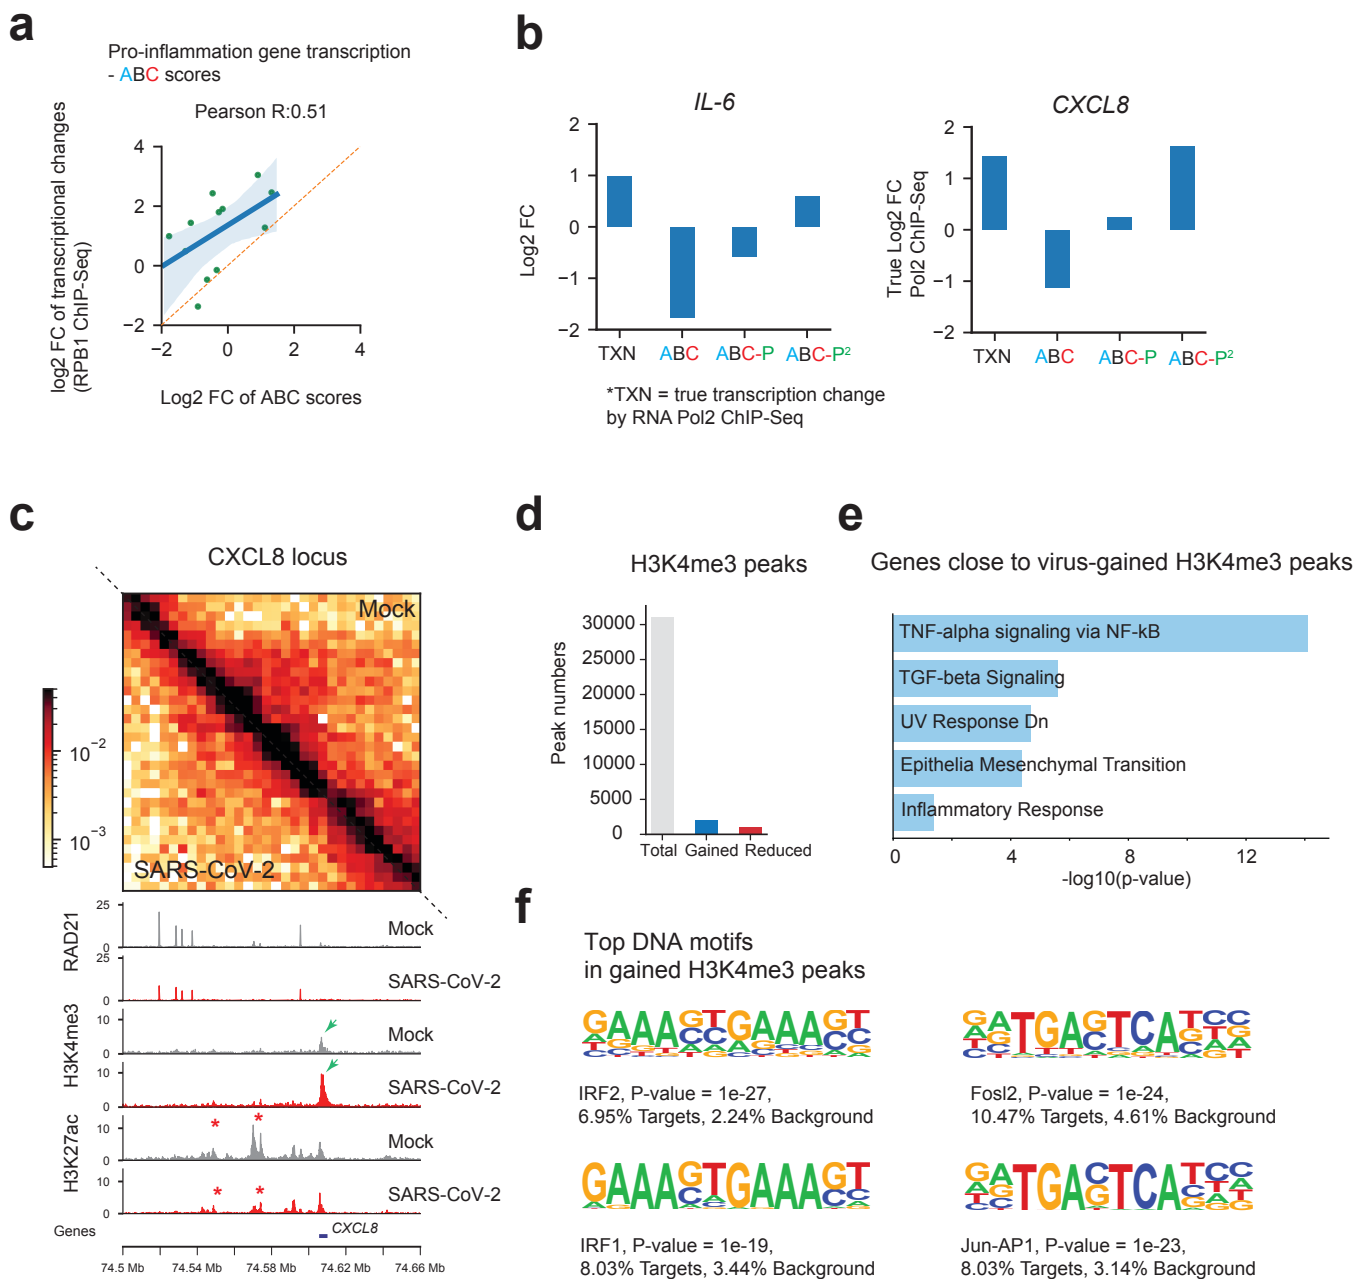 a
Pro-inflammation gene transcription
- ABC scores
Pearson R:0.51
log2 FC of transcriptional changes
(RPB1 ChIP-Seq)
4
2
0
−2
−2
0
2
4
Log2 FC of ABC scores
b
IL-6
Log2 FC
2
1
0
−1
−2
TXN
ABC
ABC-P
ABC-P²
*TXN = true transcription change
by RNA Pol2 ChIP-Seq
CXCL8
True Log2 FC
Pol2 ChIP-Seq
2
1
0
−1
−2
TXN
ABC
ABC-P
ABC-P²
c
CXCL8 locus
Mock
SARS-CoV-2
10⁻²
10⁻³
RAD21
25
0
Mock
25
0
SARS-CoV-2
H3K4me3
10
0
Mock
10
0
SARS-CoV-2
H3K27ac
10
0
* *
Mock
10
0
* *
SARS-CoV-2
Genes
CXCL8
74.5 Mb
74.54 Mb
74.58 Mb
74.62 Mb
74.66 Mb
d
H3K4me3 peaks
Peak numbers
30000
25000
20000
15000
10000
5000
0
Total
Gained
Reduced
e
Genes close to virus-gained H3K4me3 peaks
TNF-alpha signaling via NF-kB
TGF-beta Signaling
UV Response Dn
Epithelia Mesenchymal Transition
Inflammatory Response
0
4
8
12
-log10(p-value)
f
Top DNA motifs
in gained H3K4me3 peaks
GAAAGTGAAAGT
IRF2, P-value = 1e-27,
6.95% Targets, 2.24% Background
GATGAGTCATCC
Fosl2, P-value = 1e-24,
10.47% Targets, 4.61% Background
GAAAGTGAAAGT
IRF1, P-value = 1e-19,
8.03% Targets, 3.44% Background
GATGACTCATCC
Jun-AP1, P-value = 1e-23,
8.03% Targets, 3.14% Background